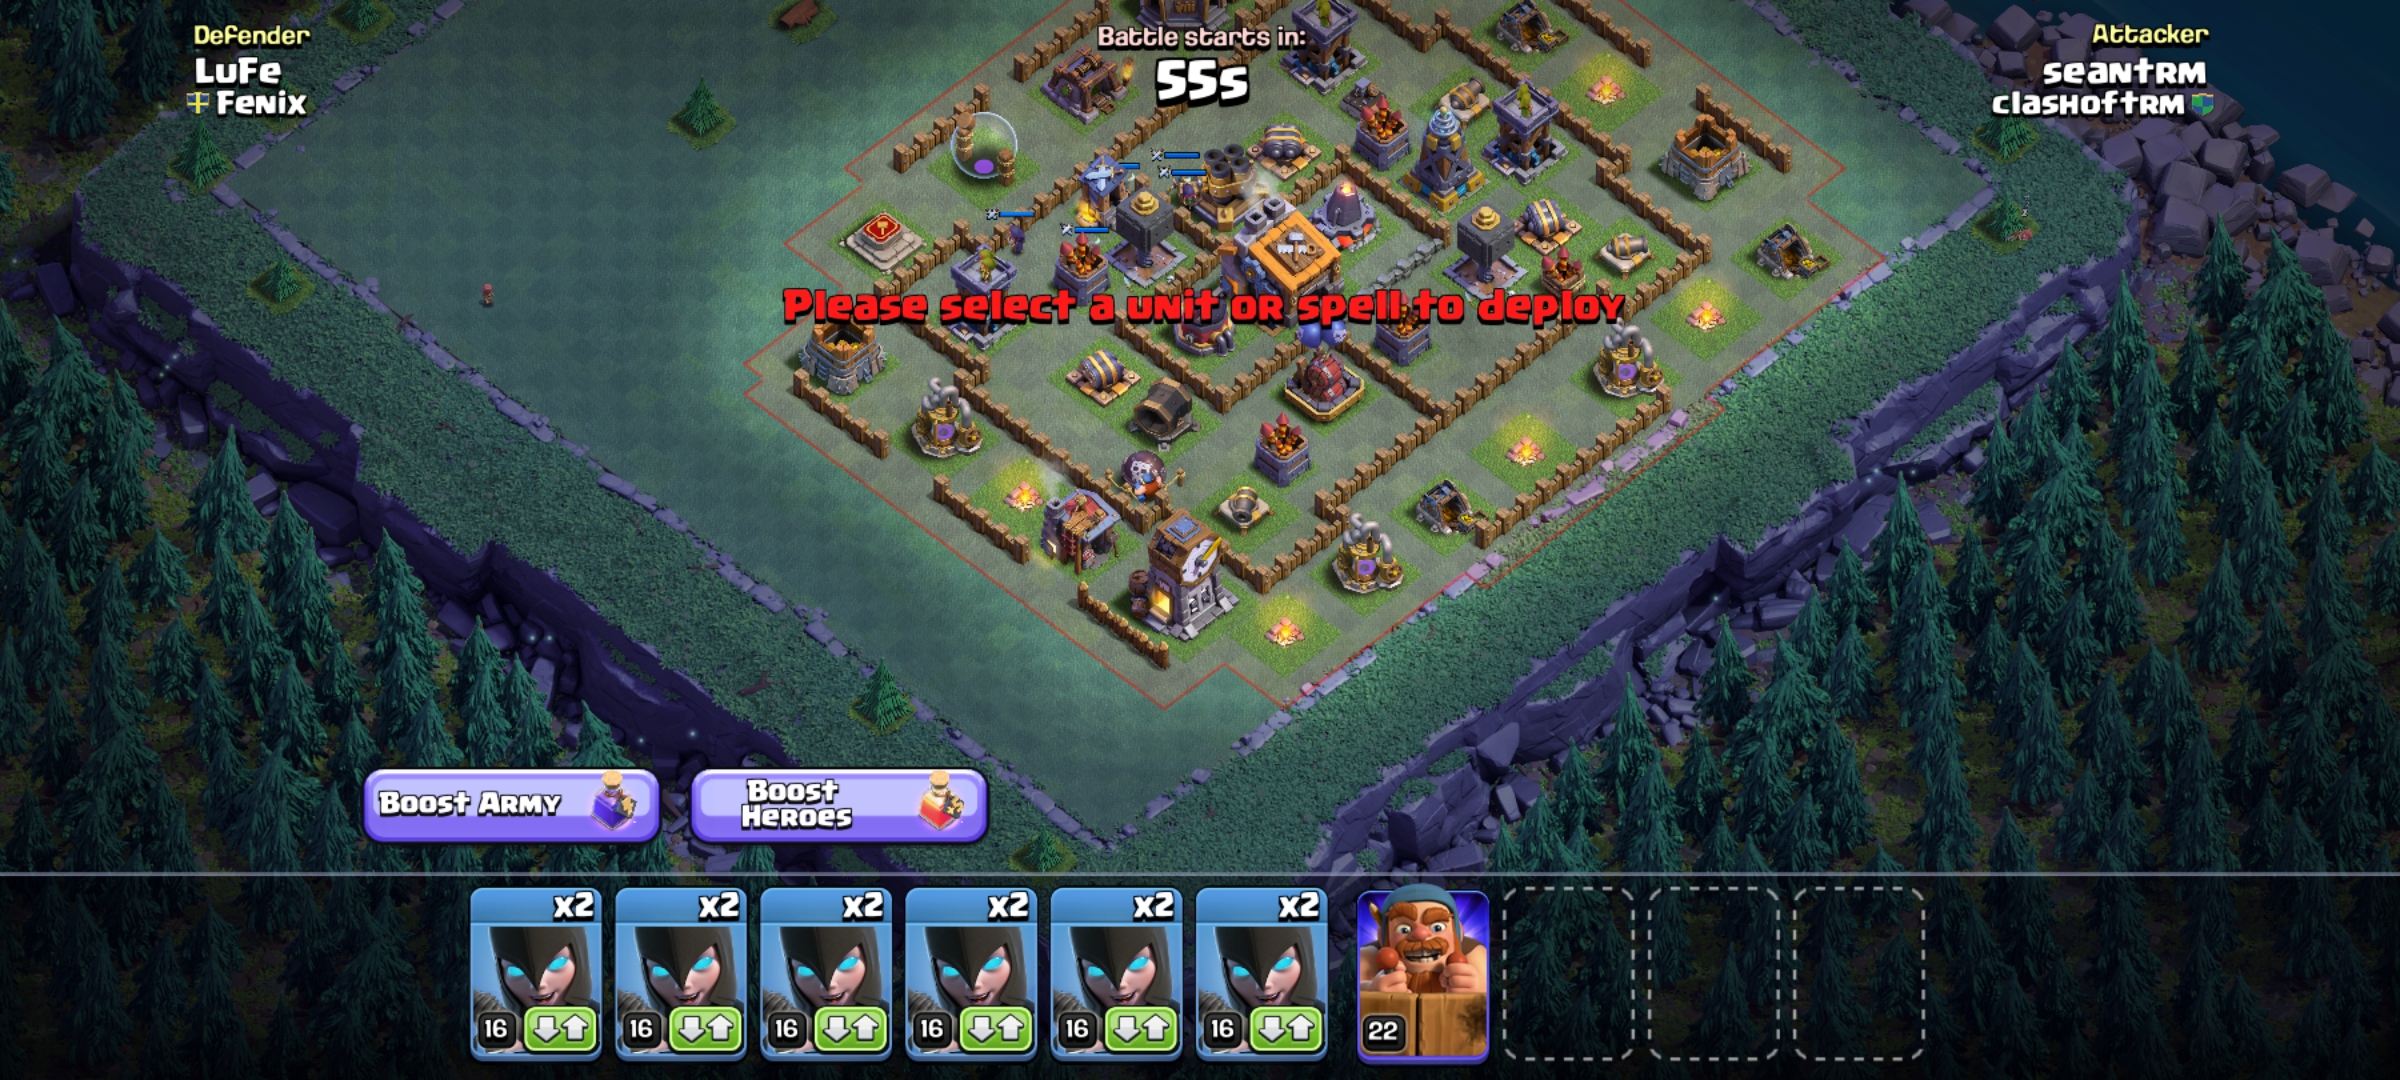 Defender
LuFe
Fenix
Battle starts in:
55s
Attacker
seantRM
clashoftRM
Please select a unit or spell to deploy
Boost Army
Boost
Heroes
x2
x2
x2
x2
x2
x2
16
16
16
16
16
16
22